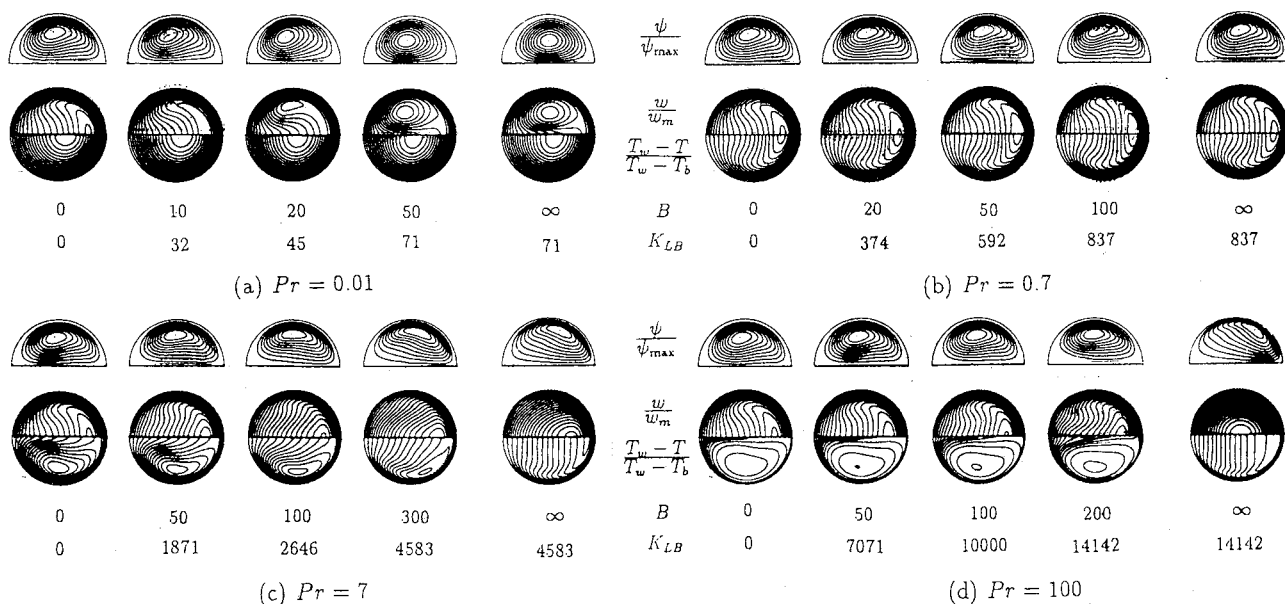 ψ
ψmax
w
wm
Tw − T
Tw − Tb
0 10 20 50 ∞ B 0 20 50 100 ∞
0 32 45 71 71 KLB 0 374 592 837 837
(a) Pr = 0.01 (b) Pr = 0.7
ψ
ψmax
w
wm
Tw − T
Tw − Tb
0 50 100 300 ∞ B 0 50 100 200 ∞
0 1871 2646 4583 4583 KLB 0 7071 10000 14142 14142
(c) Pr = 7 (d) Pr = 100